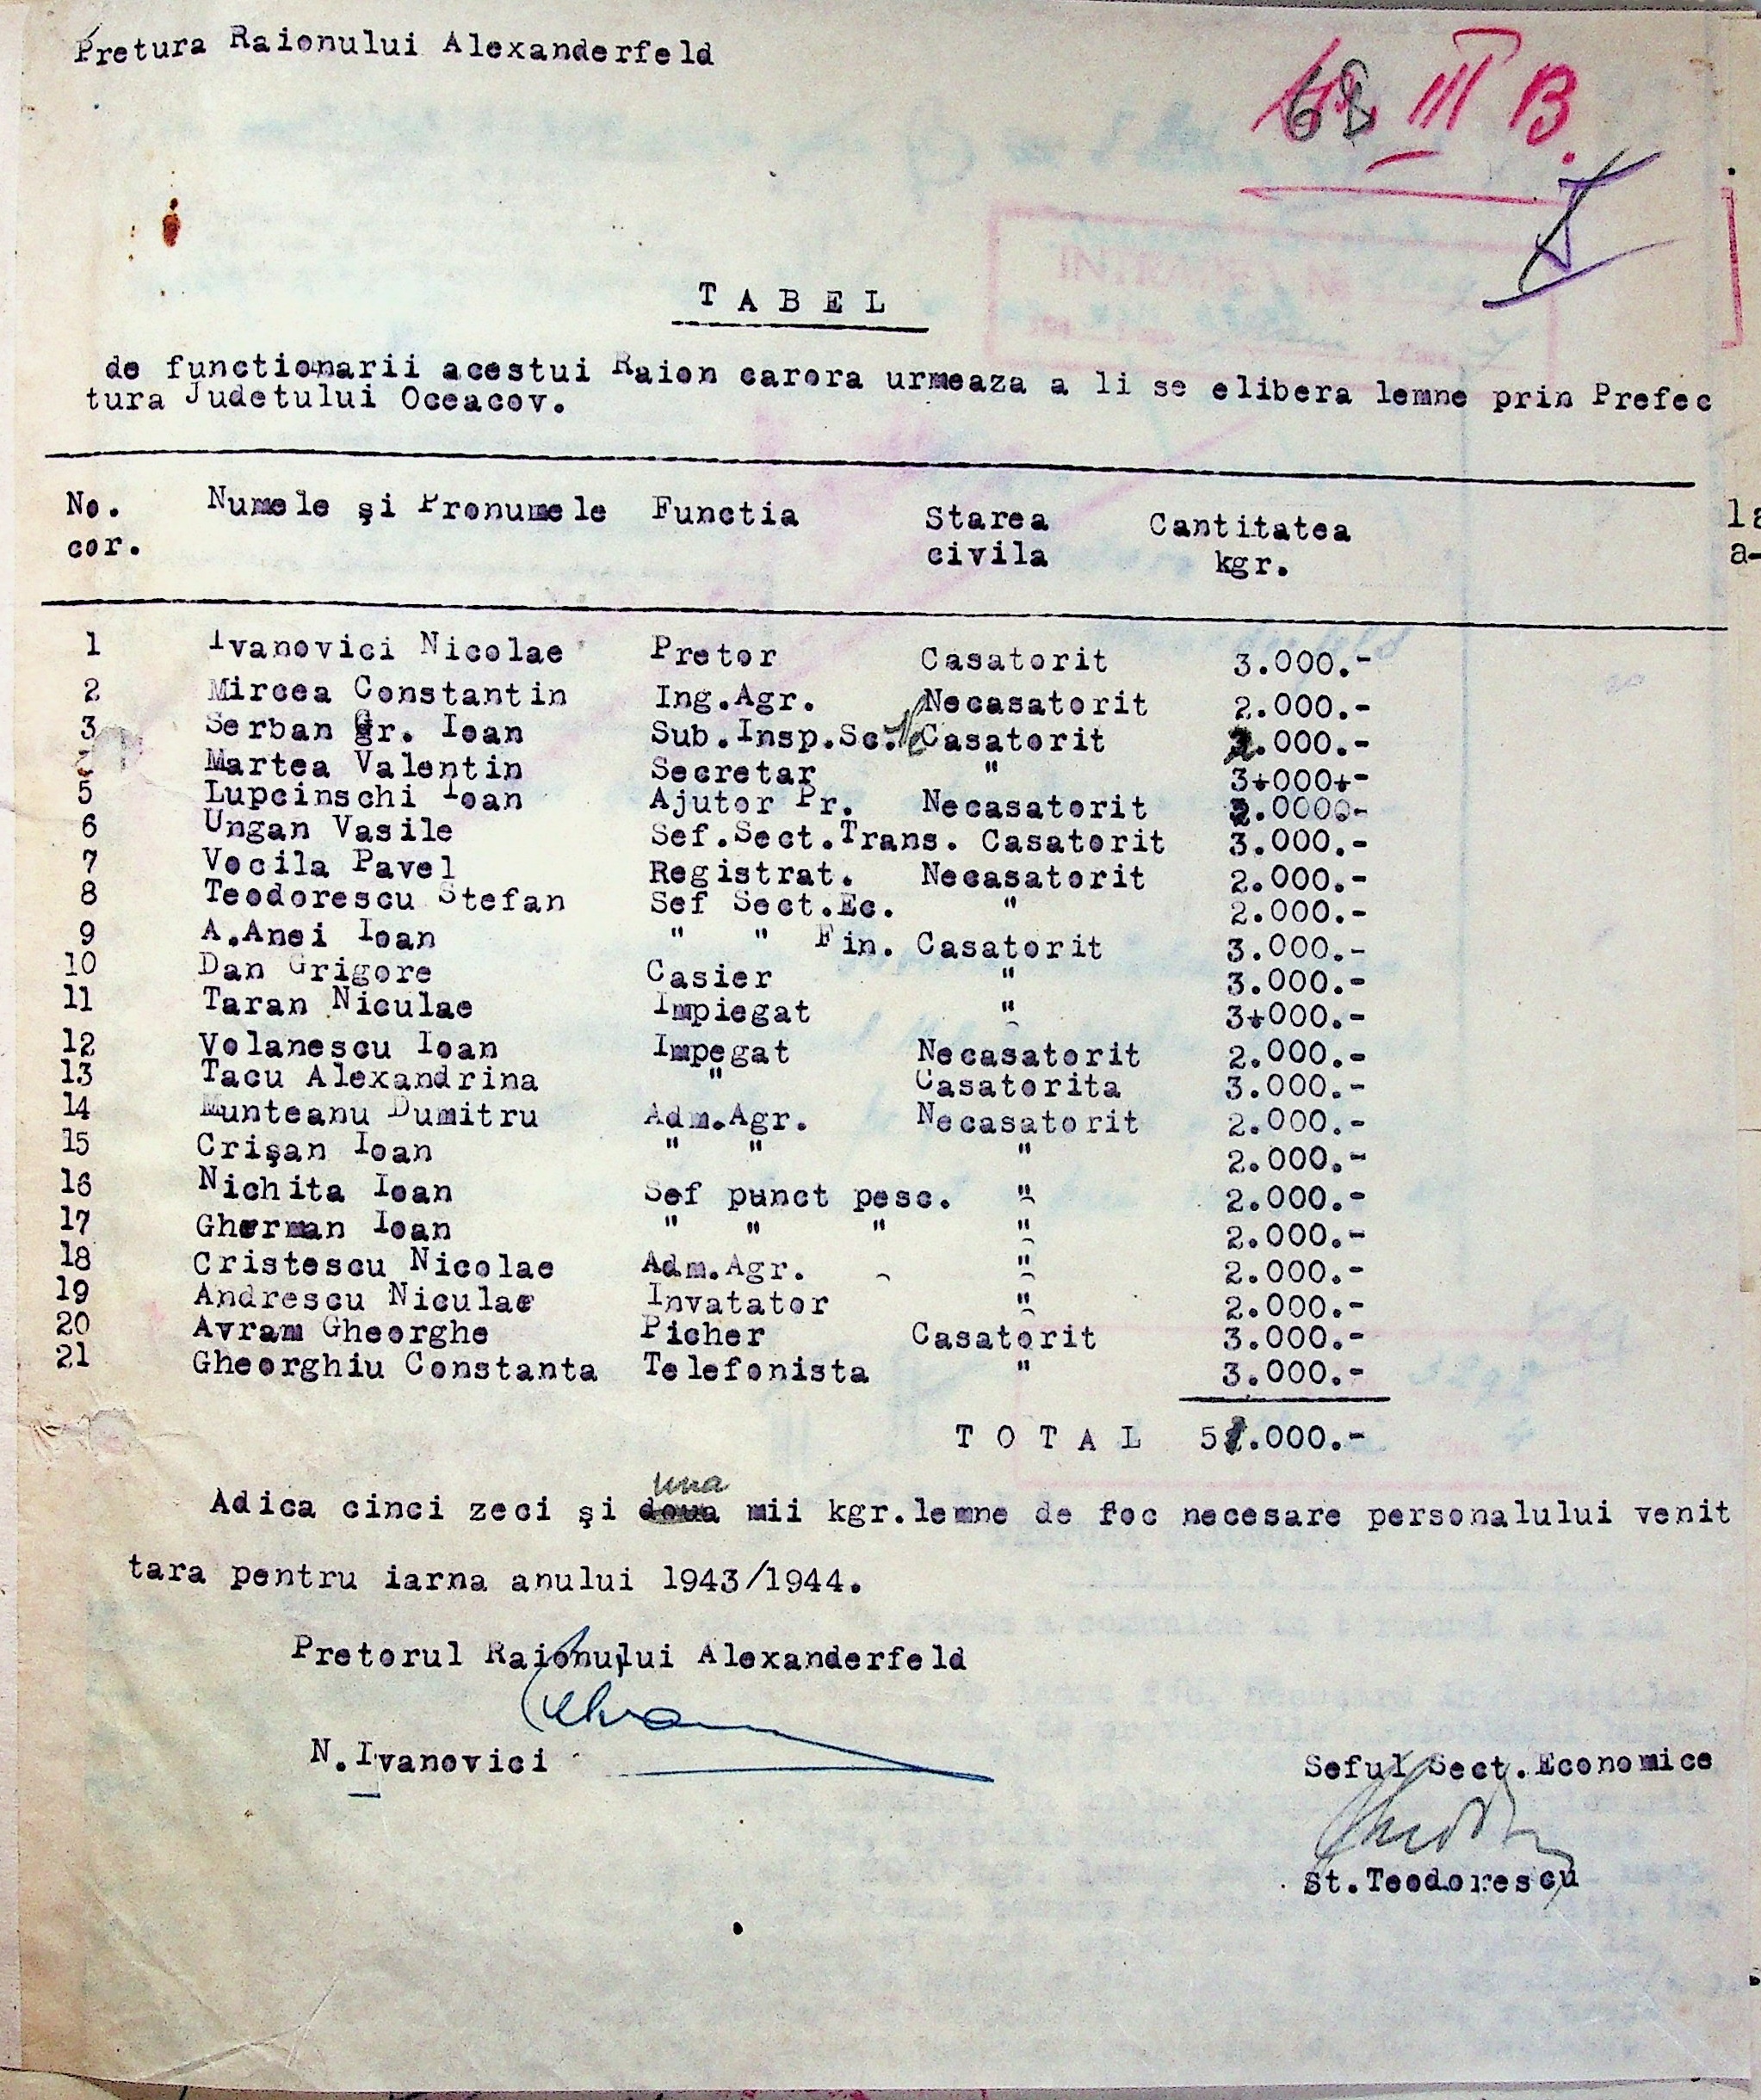 Pretura Raionului Alexanderfeld
68 III B.
T A B E L
de functionarii acestui Raion carora urmeaza a li se elibera lemne prin Prefec
tura Judetului Oceacov.
No. cor. Numele şi Pronumele Functia Starea civila Cantitatea kgr.
1 Ivanovici Nicolae Pretor Casatorit 3.000.-
2 Mircea Constantin Ing.Agr. Necasatorit 2.000.-
3 Serban Gr. Ioan Sub.Insp.Sc. NeCasatorit 2.000.-
Martea Valentin Secretar " 3+000+-
5 Lupcinschi Ioan Ajutor Pr. Necasatorit 2.0000-
6 Ungan Vasile Sef.Sect.Trans. Casatorit 3.000.-
7 Vocila Pavel Registrat. Necasatorit 2.000.-
8 Teodorescu Stefan Sef Sect.Ec. " 2.000.-
9 A.Anei Ioan " " Fin. Casatorit 3.000.-
10 Dan Grigore Casier " 3.000.-
11 Taran Niculae Impiegat " 3+000.-
12 Volanescu Ioan Impegat Necasatorit 2.000.-
13 Tacu Alexandrina " Casatorita 3.000.-
14 Munteanu Dumitru Adm.Agr. Necasatorit 2.000.-
15 Crişan Ioan " " " 2.000.-
16 Nichita Ioan Sef punct pesc. " 2.000.-
17 Gherman Ioan " " " " 2.000.-
18 Cristescu Nicolae Adm.Agr. " 2.000.-
19 Andrescu Niculae Invatator " 2.000.-
20 Avram Gheorghe Picher Casatorit 3.000.-
21 Gheorghiu Constanta Telefonista " 3.000.-
T O T A L 51.000.-
una
Adica cinci zeci şi doua mii kgr.lemne de foc necesare personalului venit
tara pentru iarna anului 1943/1944.
Pretorul Raionului Alexanderfeld
N.Ivanovici
Seful Sect.Economice
St.Teodorescu